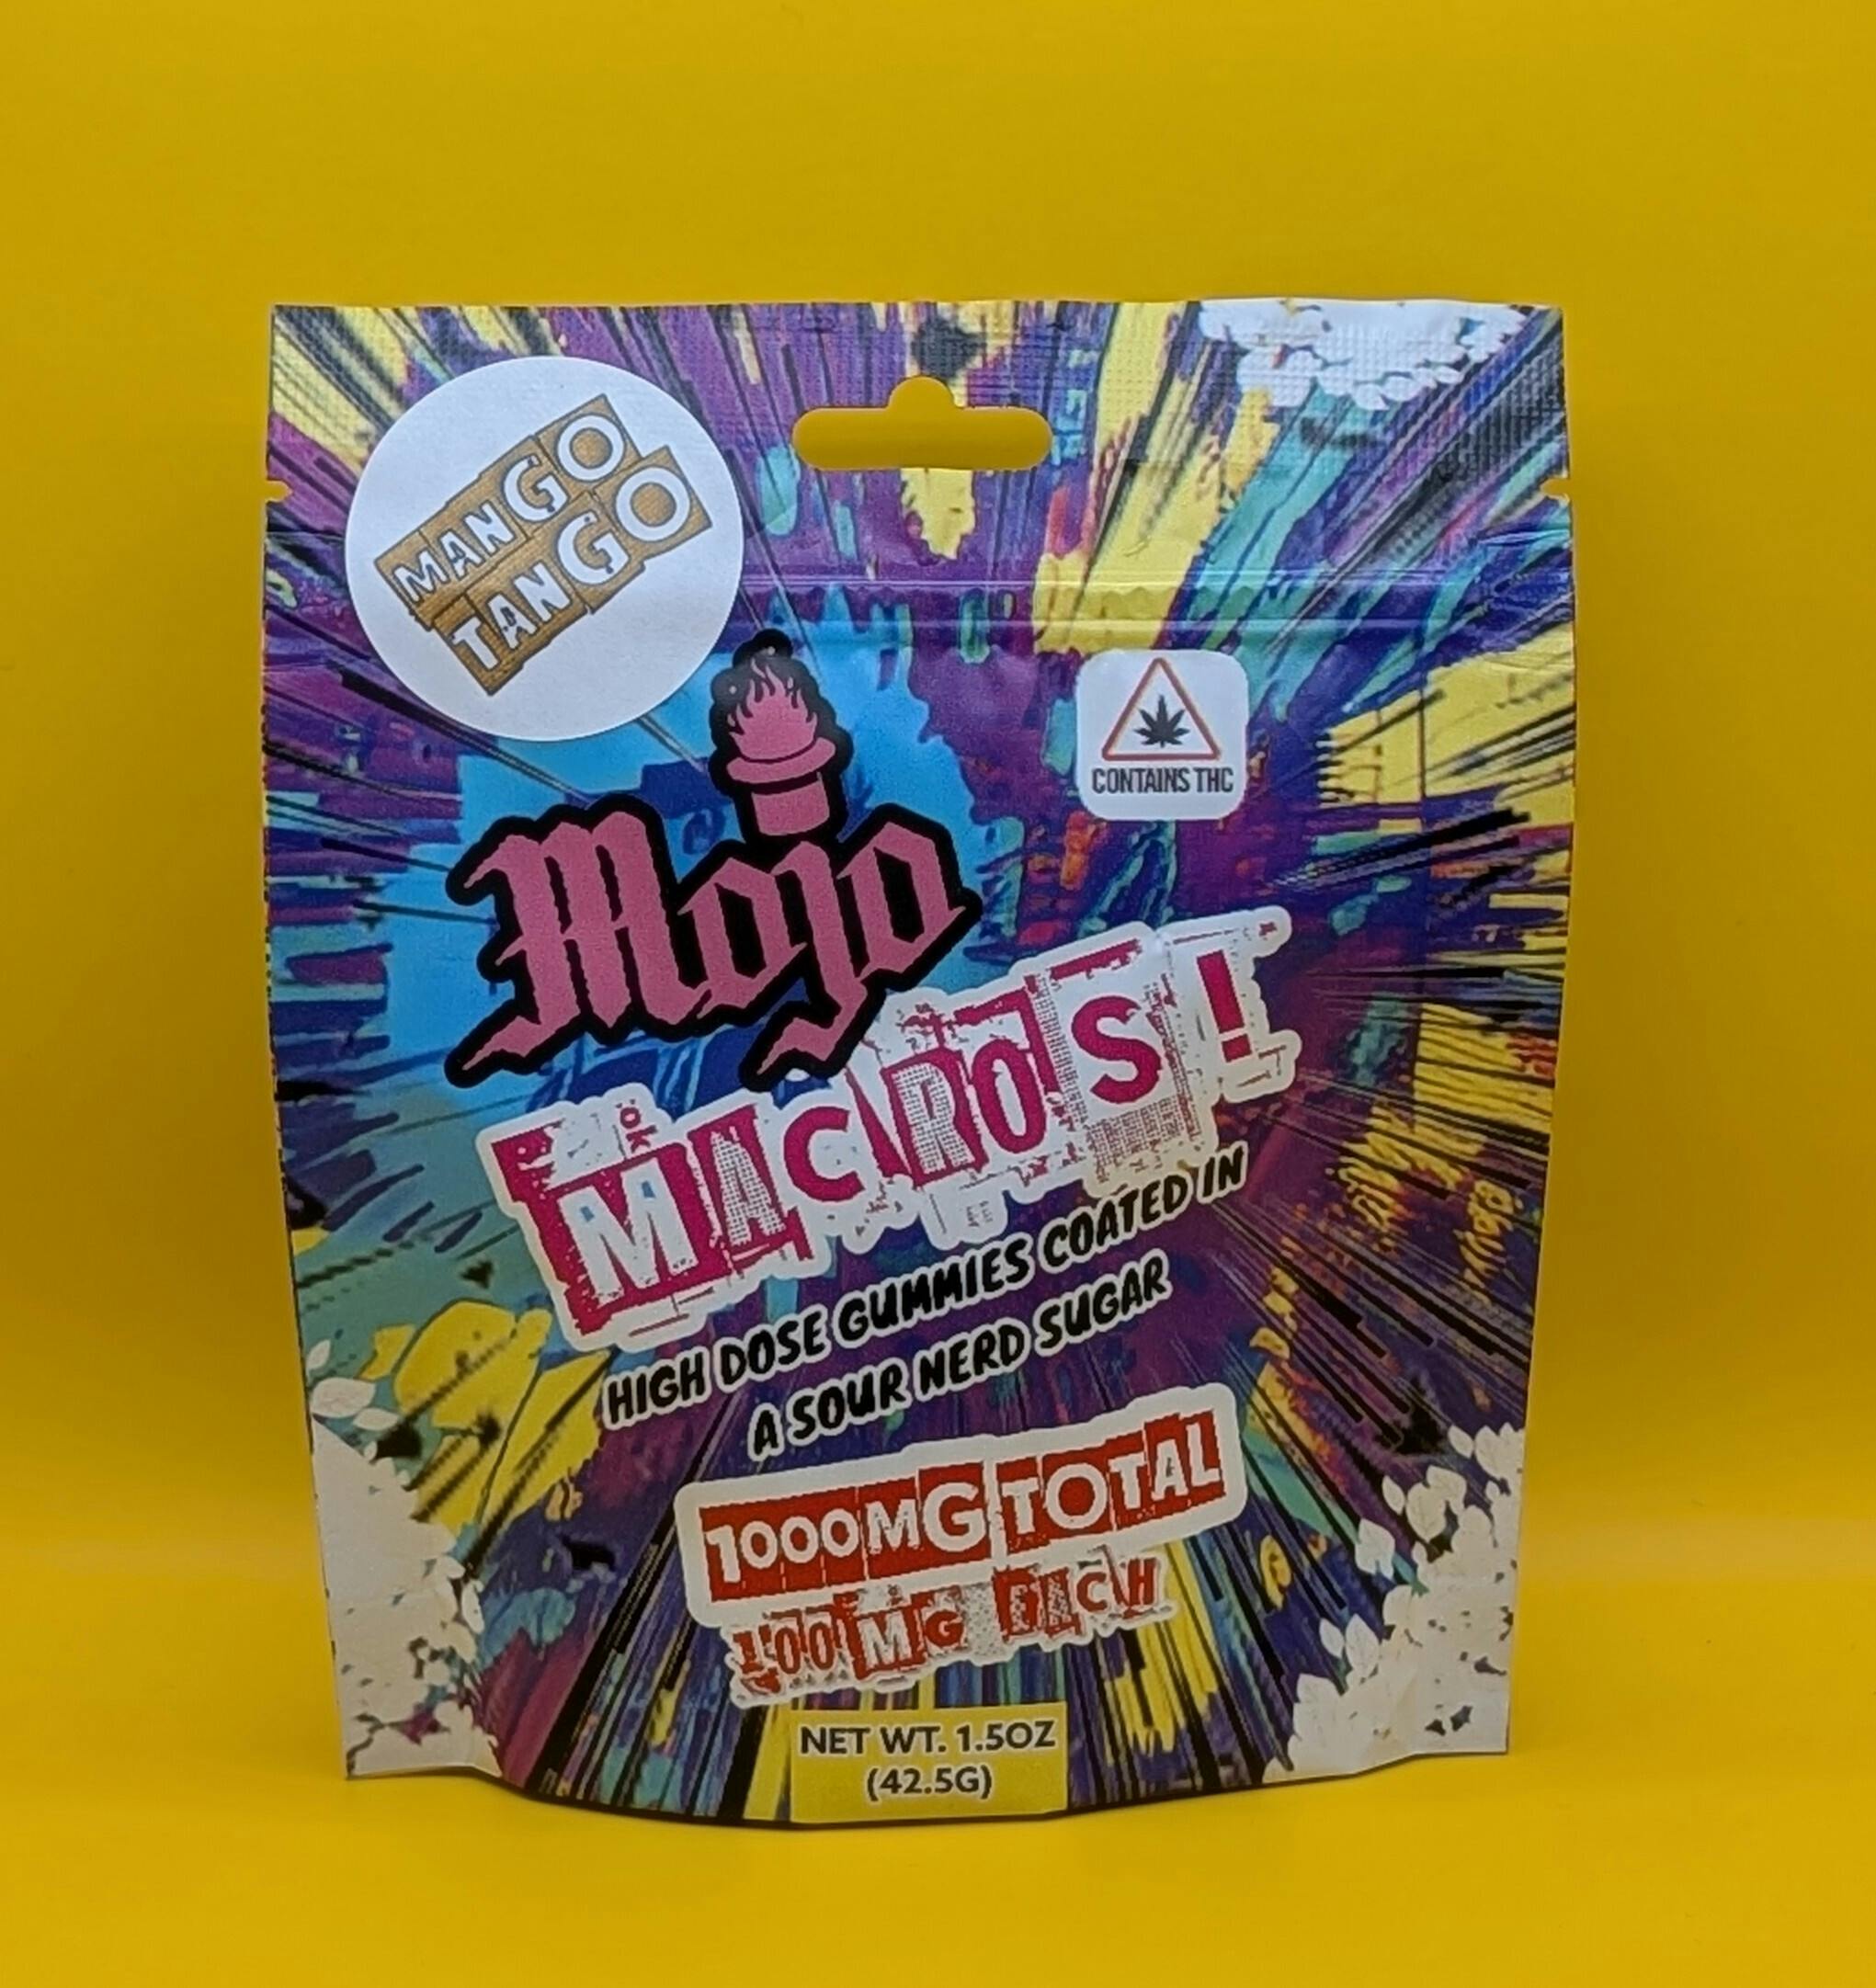 MANGO
TANGO
CONTAINS THC
Mojo
MACROS!
HIGH DOSE GUMMIES COATED IN
A SOUR NERD SUGAR
1000MG TOTAL
100MG EACH
NET WT. 1.5OZ
(42.5G)